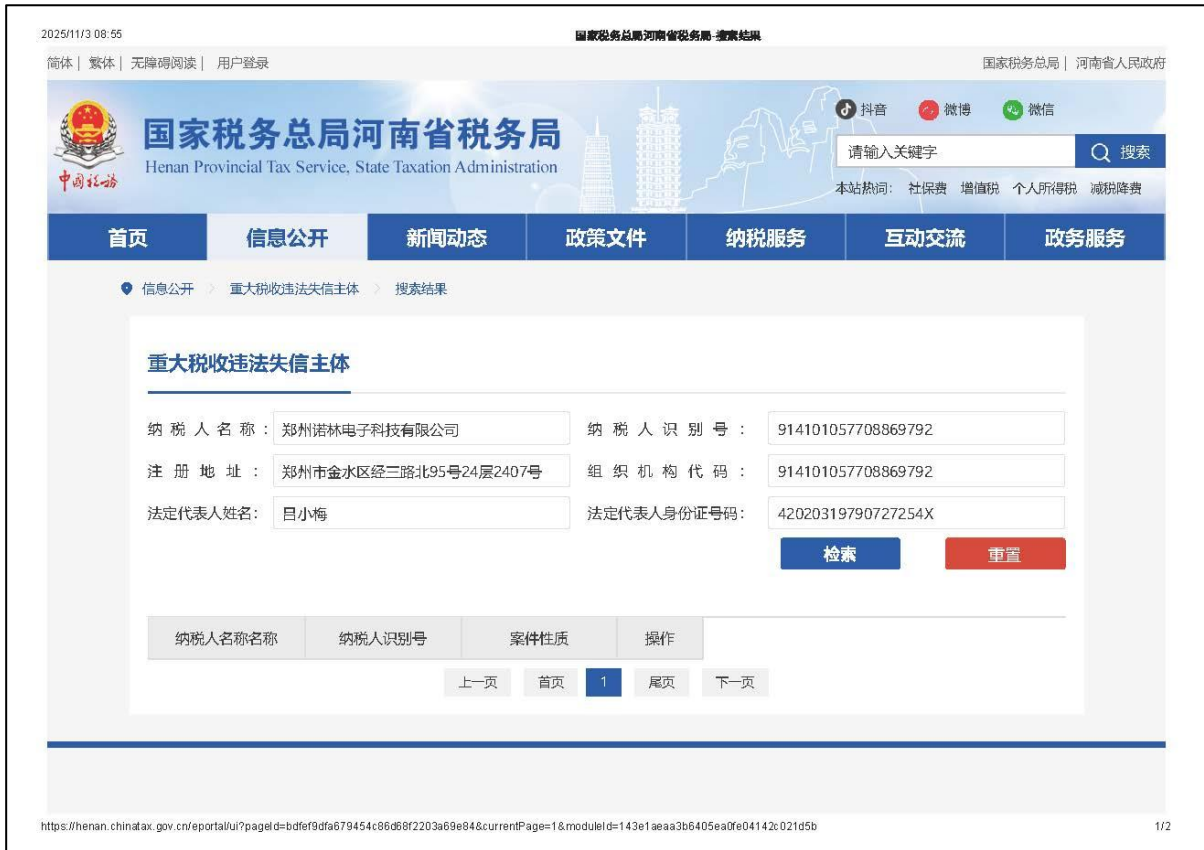 2025/11/3 08:55 国家税务总局河南省税务局-搜索结果
简体| 繁体| 无障碍阅读| 用户登录 国家税务总局| 河南省人民政府
抖音 微博 微信
国家税务总局河南省税务局
Henan Provincial Tax Service, State Taxation Administration
中国税务
请输入关键字 搜索
本站热词: 社保费 增值税 个人所得税 减税降费
首页 信息公开 新闻动态 政策文件 纳税服务 互动交流 政务服务
信息公开 > 重大税收违法失信主体 > 搜索结果
重大税收违法失信主体
纳税人名称: 郑州诺林电子科技有限公司 纳税人识别号: 914101057708869792
注册地址: 郑州市金水区经三路北95号24层2407号 组织机构代码: 914101057708869792
法定代表人姓名: 吕小梅 法定代表人身份证号码: 42020319790727254X
检索 重置
纳税人名称名称 纳税人识别号 案件性质 操作
上一页 首页 1 尾页 下一页
https://henan.chinatax.gov.cn/eportal/ui?pageId=bdfef9dfa679454c86d68f2203a69e84&currentPage=1&moduleId=143e1aeaa3b6405ea0fe04142c021d5b 1/2